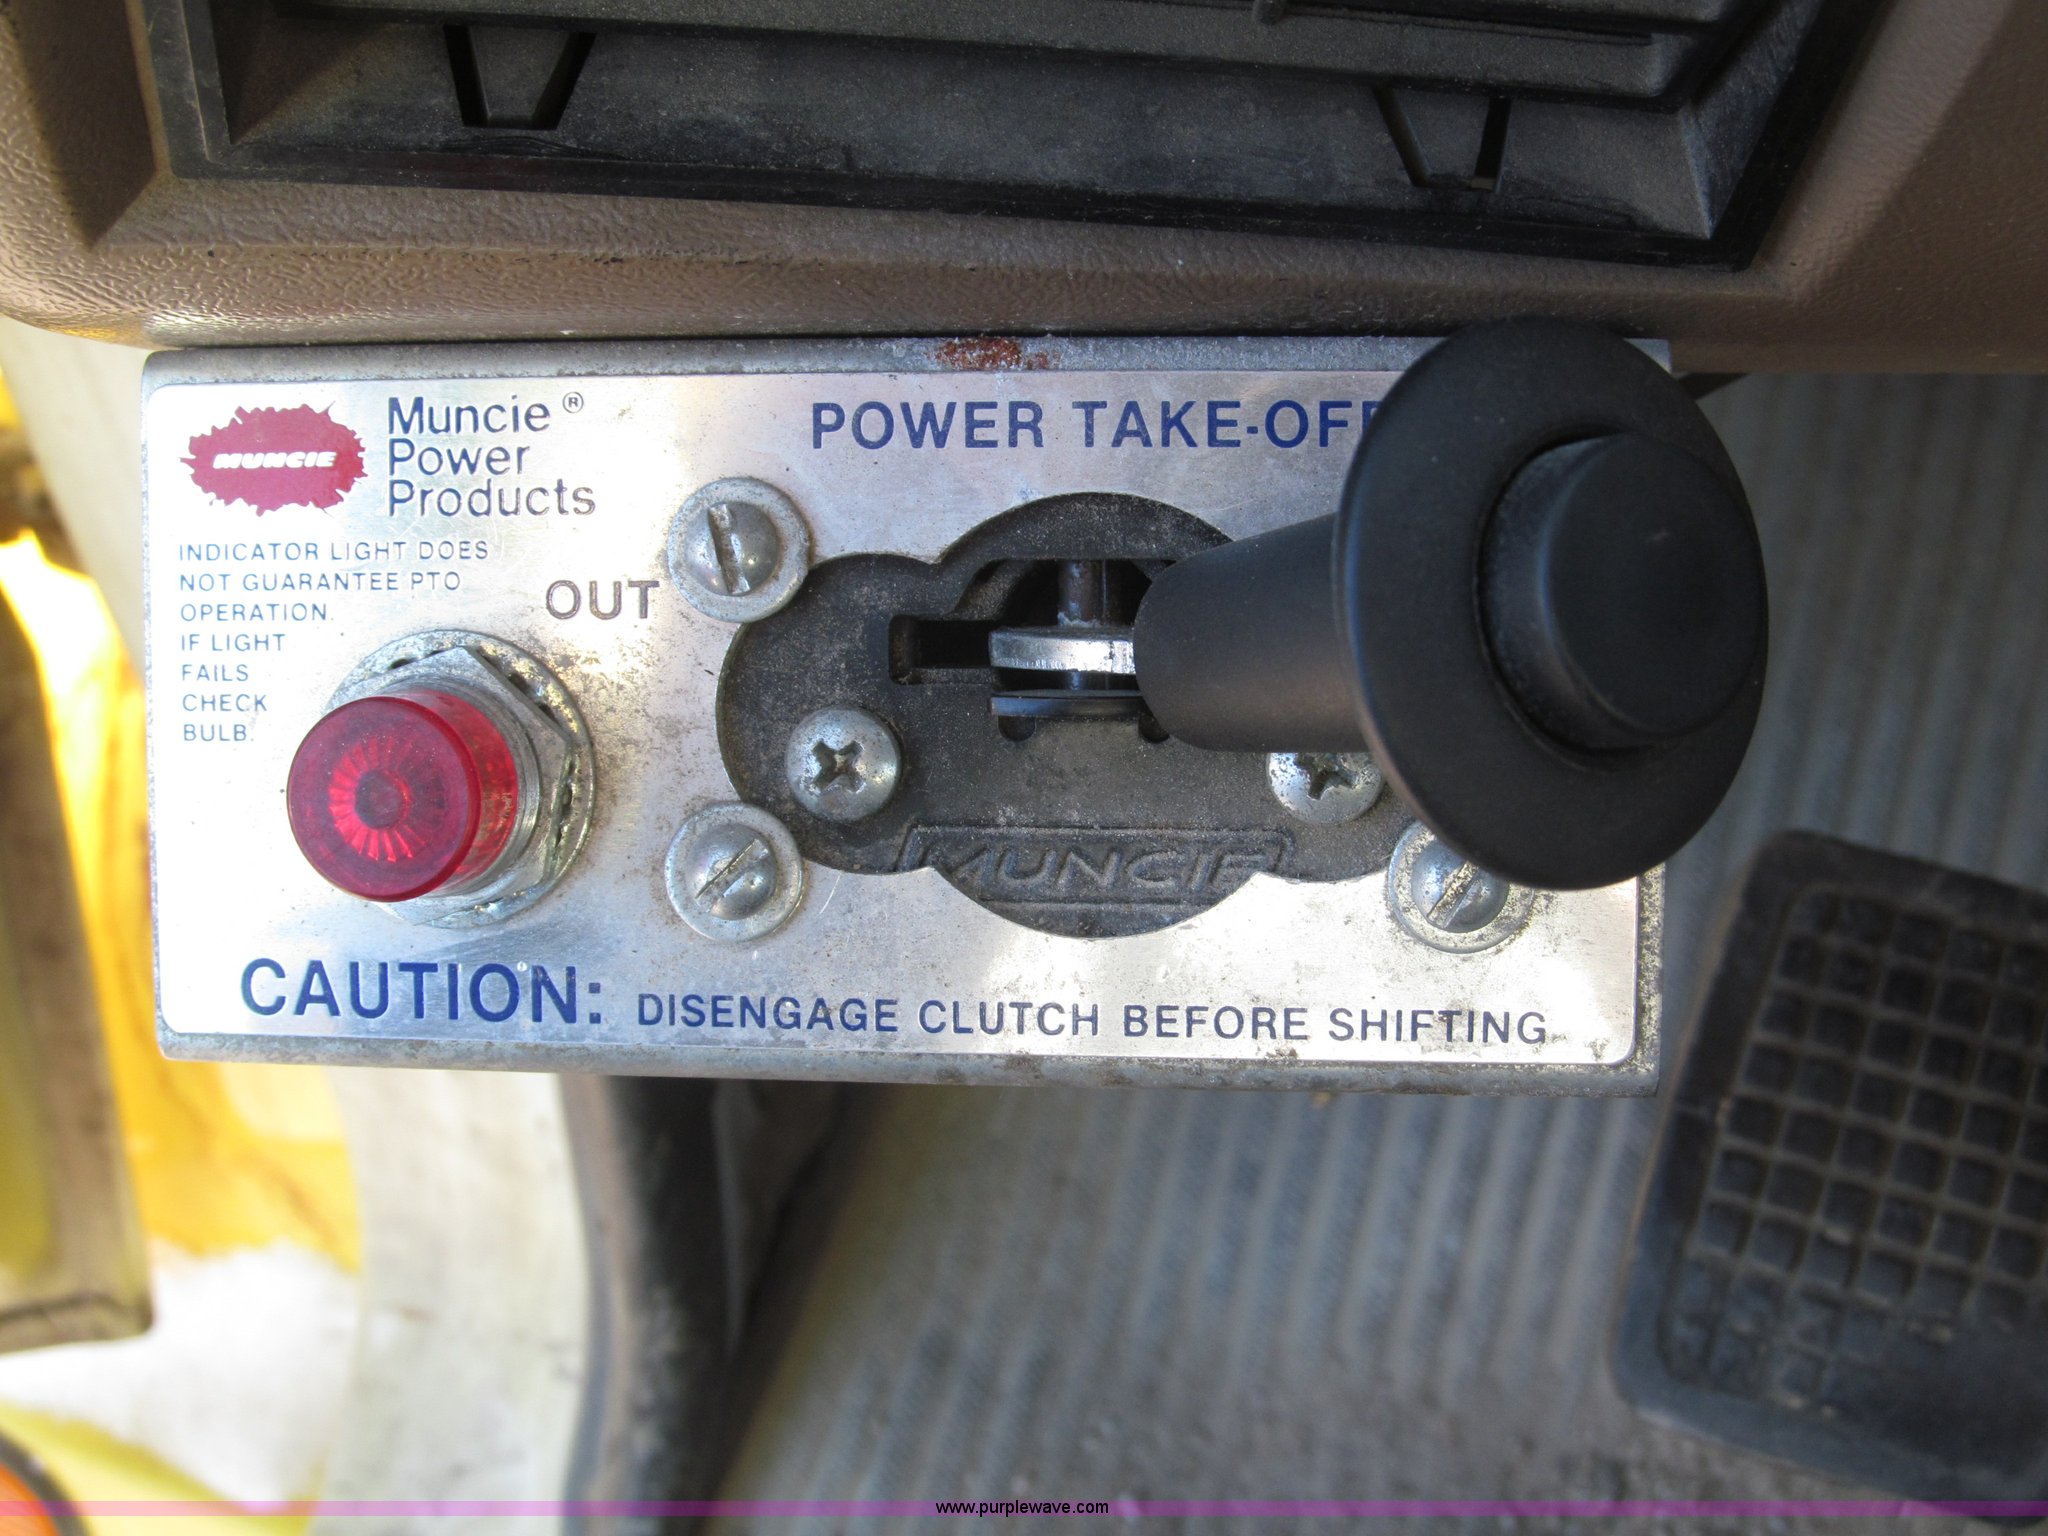 MUNCIE
Muncie®
Power
Products
POWER TAKE-OFF
INDICATOR LIGHT DOES
NOT GUARANTEE PTO
OPERATION.
IF LIGHT
FAILS
CHECK
BULB.
OUT
MUNCIE
CAUTION: DISENGAGE CLUTCH BEFORE SHIFTING
www.purplewave.com